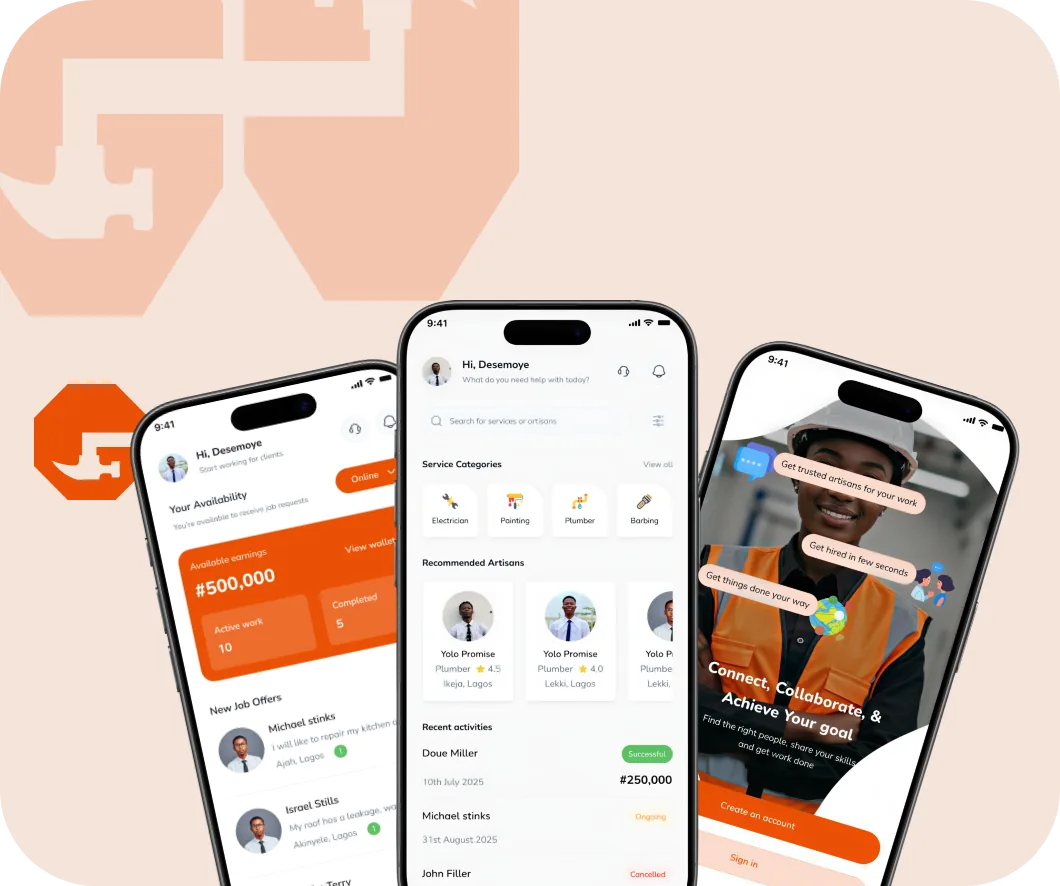 9:41
Hi, Desemoye
Start working for clients
Your Availability
You're available to receive job requests
Online
Available earnings
View wallet
#500,000
Active work
10
Completed
5
New Job Offers
Michael stinks
I will like to repair my kitchen
Ajah, Lagos
1
Israel Stills
My roof has a leakage,
Akinyele, Lagos
1
Terry
9:41
Hi, Desemoye
What do you need help with today?
Search for services or artisans
Service Categories
View all
Electrician
Painting
Plumber
Barbing
Recommended Artisans
Yolo Promise
Plumber 4.5
Ikeja, Lagos
Yolo Promise
Plumber 4.0
Lekki, Lagos
Yolo P
Plumbe
Lekki,
Recent activities
Doue Miller
Successful
10th July 2025
#250,000
Michael stinks
Ongoing
31st August 2025
John Filler
Cancelled
9:41
Get trusted artisans for your work
Get hired in few seconds
Get things done your way
Connect, Collaborate, &
Achieve Your goal
Find the right people, share your skills,
and get work done
Create an account
Sign in